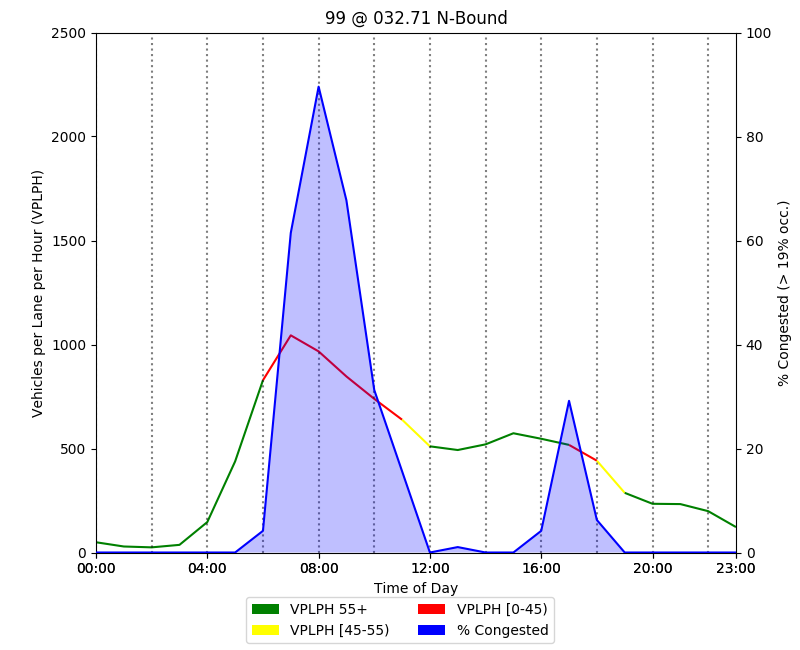 99 @ 032.71 N-Bound
Vehicles per Lane per Hour (VPLPH)
2500
2000
1500
1000
500
0
100
80
60
40
20
0
% Congested (> 19% occ.)
00:00 04:00 08:00 12:00 16:00 20:00 23:00
Time of Day
VPLPH 55+ VPLPH [0-45)
VPLPH [45-55) % Congested